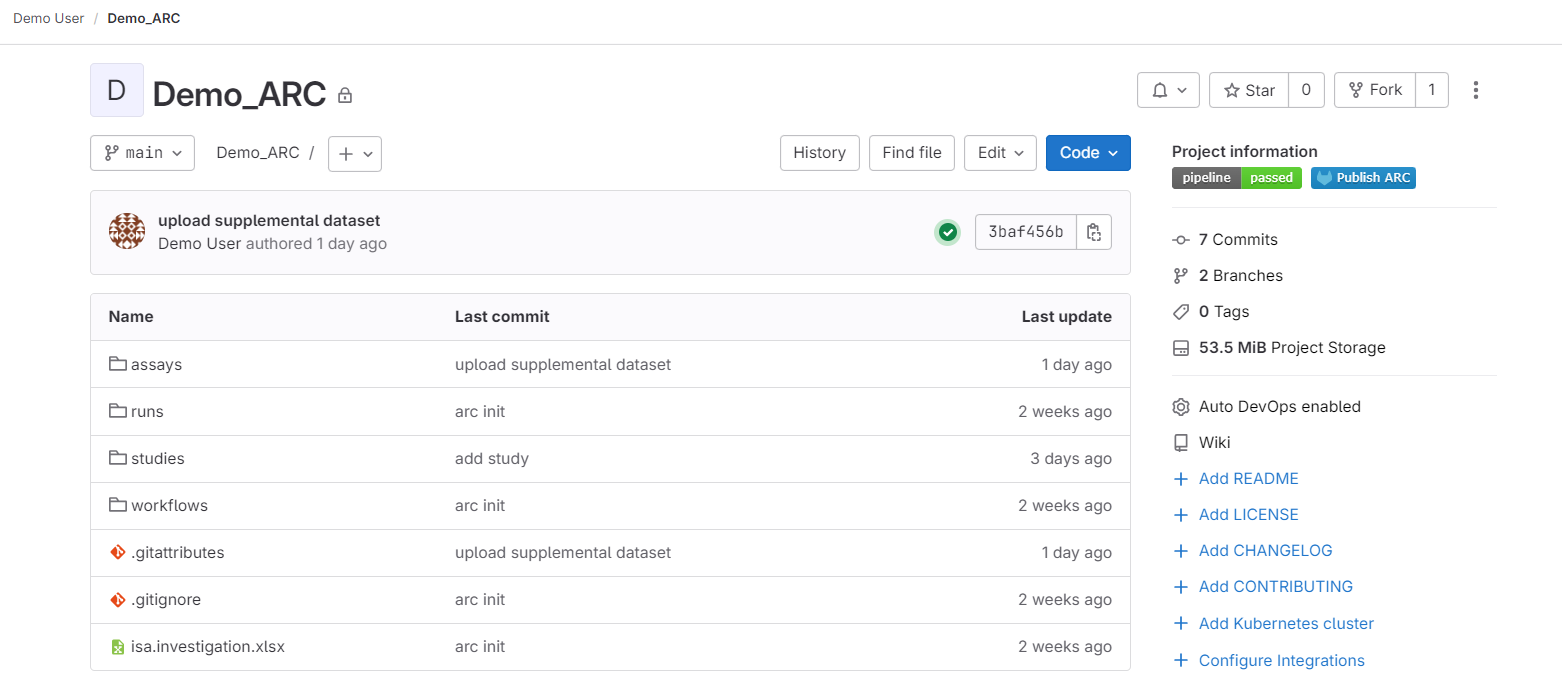 Demo User / Demo_ARC
D Demo_ARC
Star 0 Fork 1
main Demo_ARC / + History Find file Edit Code
upload supplemental dataset
Demo User authored 1 day ago
3baf456b
Name Last commit Last update
assays upload supplemental dataset 1 day ago
runs arc init 2 weeks ago
studies add study 3 days ago
workflows arc init 2 weeks ago
.gitattributes upload supplemental dataset 1 day ago
.gitignore arc init 2 weeks ago
isa.investigation.xlsx arc init 2 weeks ago
Project information
pipeline passed Publish ARC
7 Commits
2 Branches
0 Tags
53.5 MiB Project Storage
Auto DevOps enabled
Wiki
+ Add README
+ Add LICENSE
+ Add CHANGELOG
+ Add CONTRIBUTING
+ Add Kubernetes cluster
+ Configure Integrations